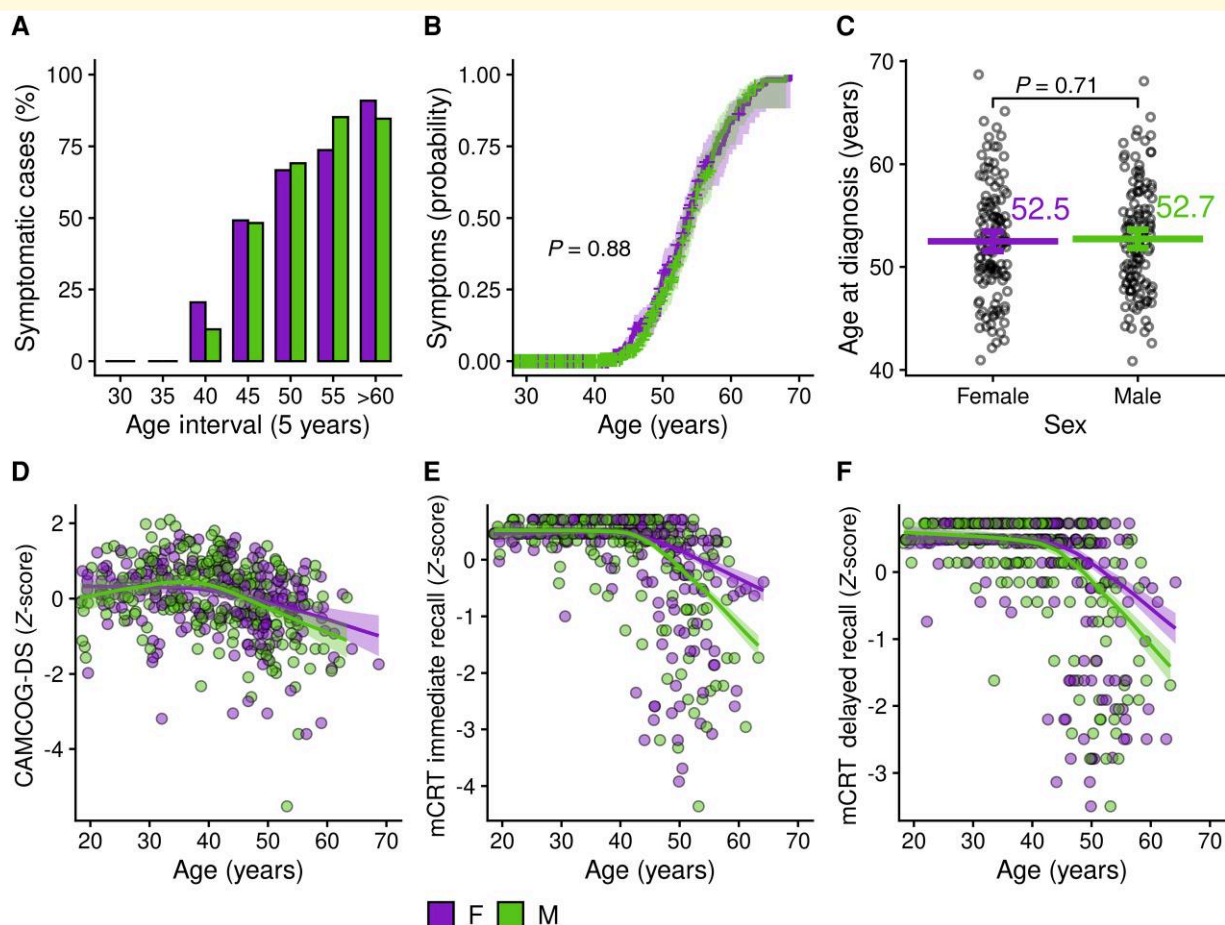 A
Symptomatic cases (%)
100
75
50
25
0
30 35 40 45 50 55 >60
Age interval (5 years)
B
Symptoms (probability)
1.00
0.75
0.50
0.25
0.00
P = 0.88
30 40 50 60 70
Age (years)
C
Age at diagnosis (years)
70
60
50
40
P = 0.71
52.5
52.7
Female Male
Sex
D
CAMCOG-DS (Z-score)
2
0
-2
-4
20 30 40 50 60 70
Age (years)
E
mCRT immediate recall (Z-score)
0
-1
-2
-3
-4
20 30 40 50 60 70
Age (years)
F
mCRT delayed recall (Z-score)
0
-1
-2
-3
20 30 40 50 60 70
Age (years)
F M